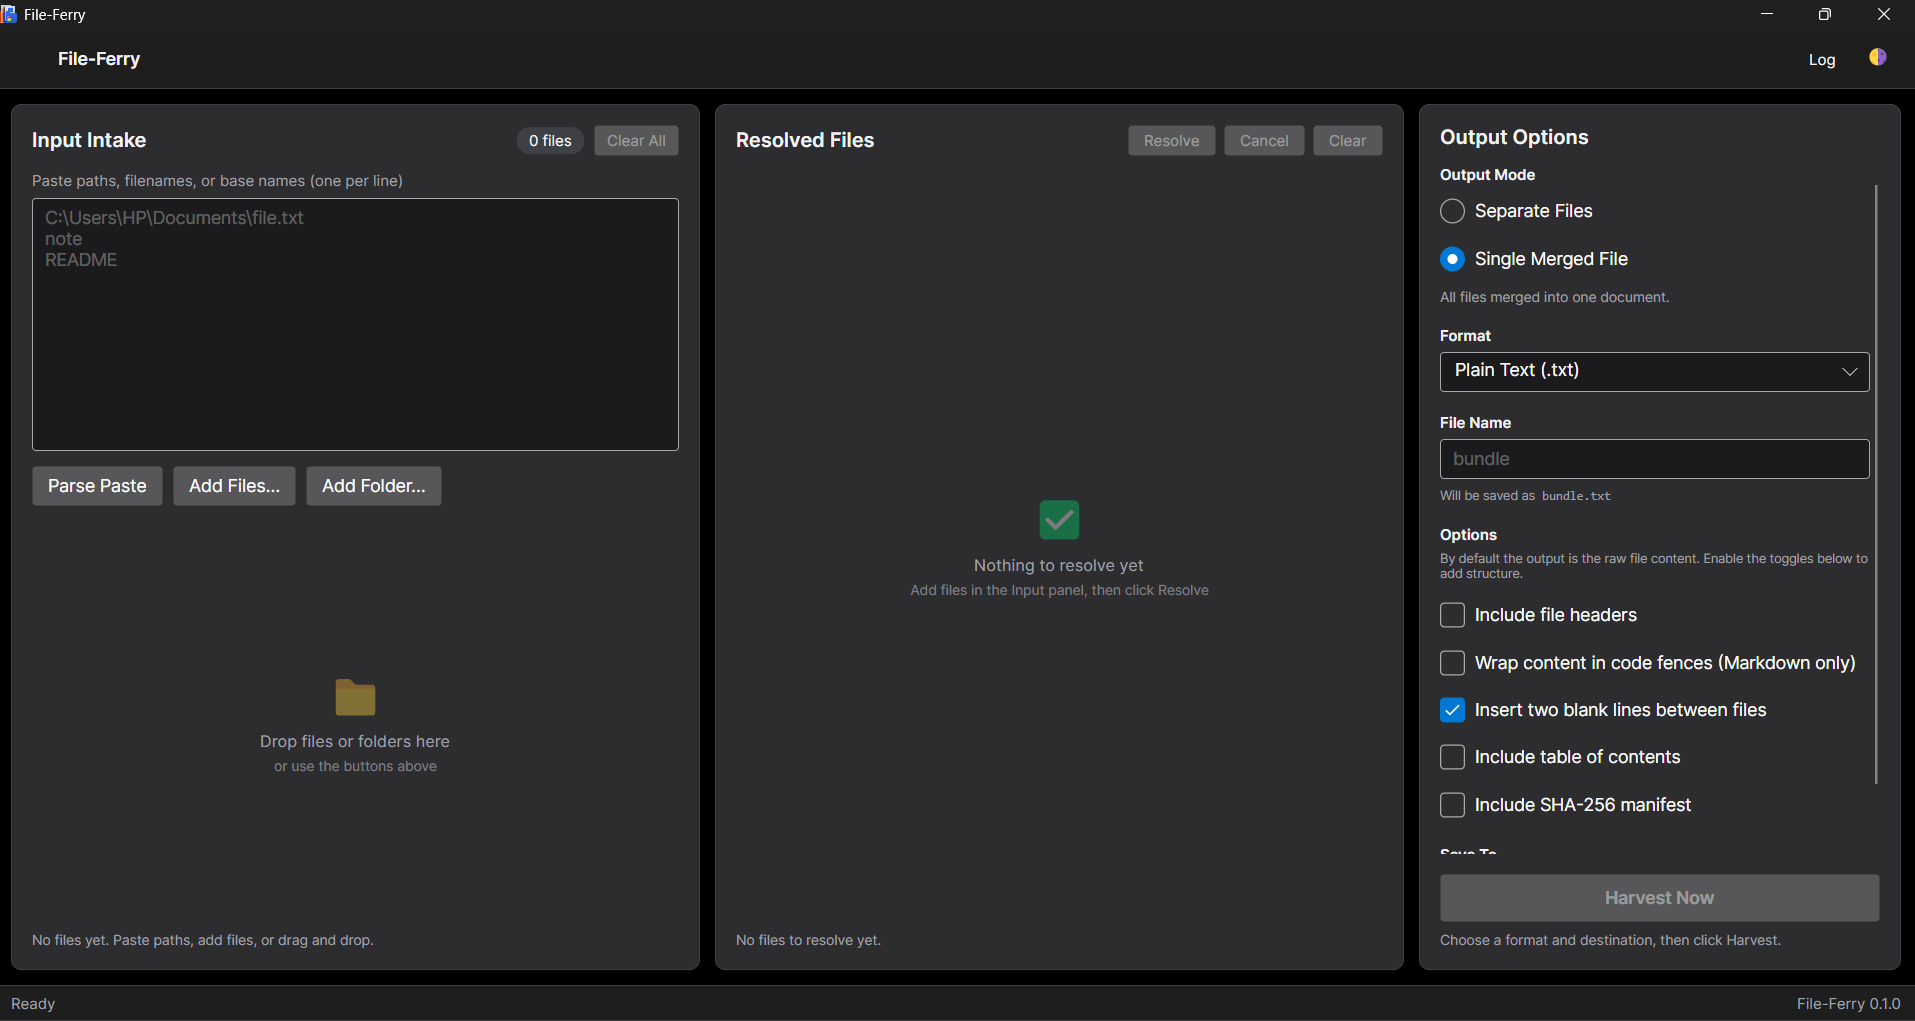 File-Ferry
File-Ferry
Log
Input Intake
0 files
Clear All
Paste paths, filenames, or base names (one per line)
C:\Users\HP\Documents\file.txt
note
README
Parse Paste
Add Files...
Add Folder...
Drop files or folders here
or use the buttons above
No files yet. Paste paths, add files, or drag and drop.
Resolved Files
Resolve
Cancel
Clear
Nothing to resolve yet
Add files in the Input panel, then click Resolve
No files to resolve yet.
Output Options
Output Mode
Separate Files
Single Merged File
All files merged into one document.
Format
Plain Text (.txt)
File Name
bundle
Will be saved as bundle.txt
Options
By default the output is the raw file content. Enable the toggles below to
add structure.
Include file headers
Wrap content in code fences (Markdown only)
Insert two blank lines between files
Include table of contents
Include SHA-256 manifest
Save To
Harvest Now
Choose a format and destination, then click Harvest.
Ready
File-Ferry 0.1.0